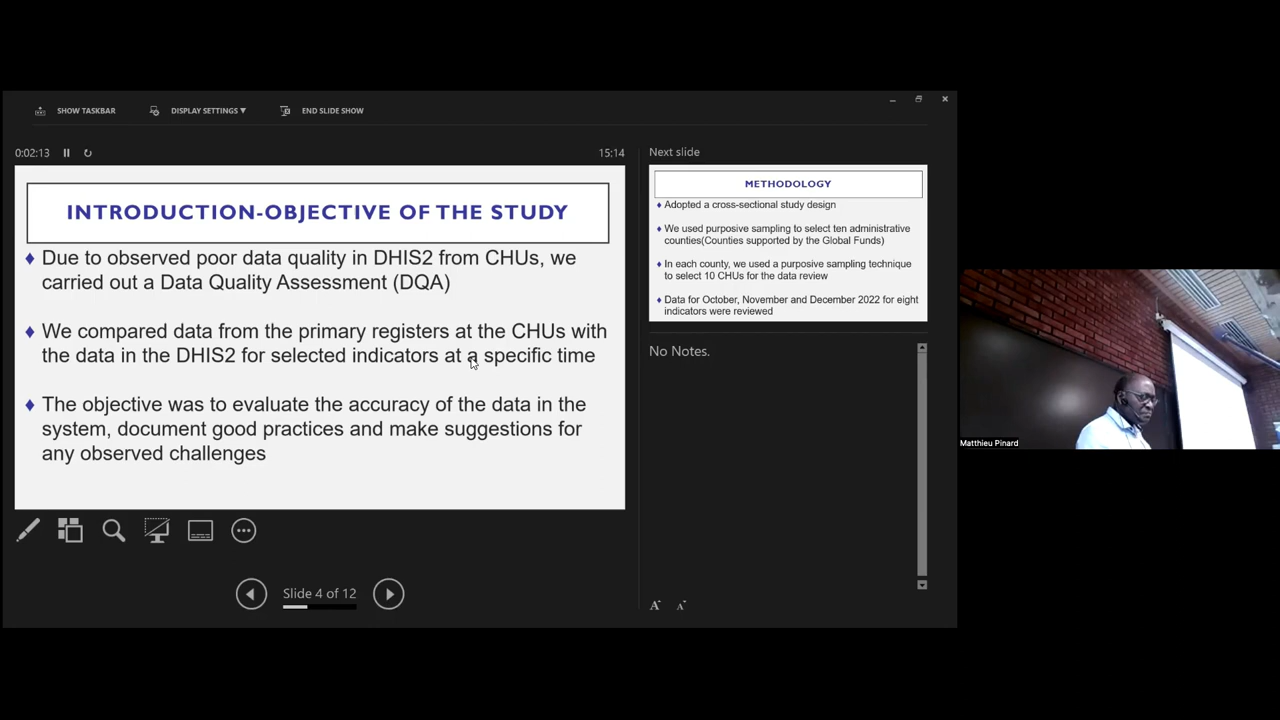 SHOW TASKBAR
DISPLAY SETTINGS ▼
END SLIDE SHOW
0:02:13
15:14
INTRODUCTION-OBJECTIVE OF THE STUDY
Due to observed poor data quality in DHIS2 from CHUs, we
carried out a Data Quality Assessment (DQA)
We compared data from the primary registers at the CHUs with
the data in the DHIS2 for selected indicators at a specific time
The objective was to evaluate the accuracy of the data in the
system, document good practices and make suggestions for
any observed challenges
Slide 4 of 12
Next slide
METHODOLOGY
Adopted a cross-sectional study design
We used purposive sampling to select ten administrative
counties(Counties supported by the Global Funds)
In each county, we used a purposive sampling technique
to select 10 CHUs for the data review
Data for October, November and December 2022 for eight
indicators were reviewed
No Notes.
A
A
Matthieu Pinard